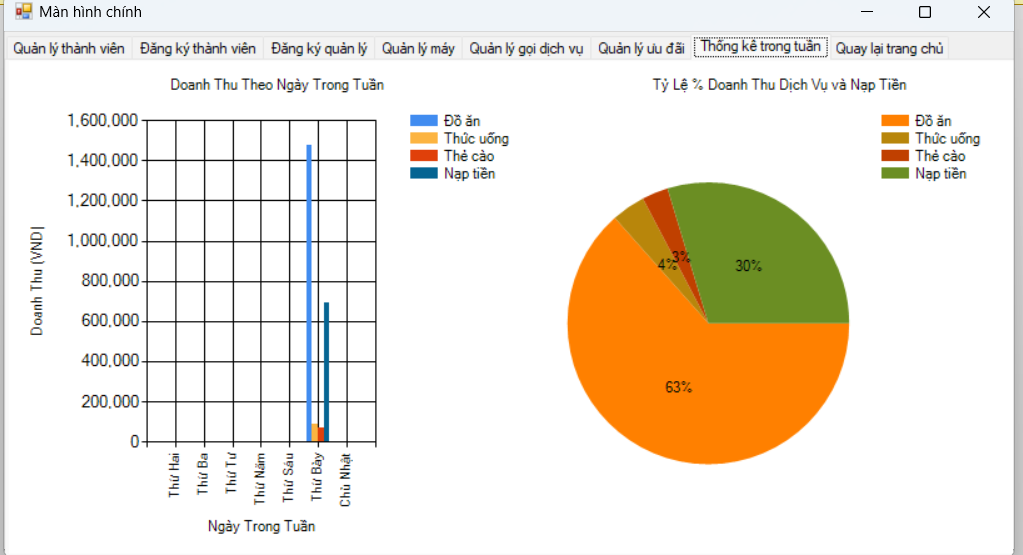 Màn hình chính
Quản lý thành viên Đăng ký thành viên Đăng ký quản lý Quản lý máy Quản lý gọi dịch vụ Quản lý ưu đãi Thống kê trong tuần Quay lại trang chủ
Doanh Thu Theo Ngày Trong Tuần
1,600,000
1,400,000
1,200,000
1,000,000
800,000
600,000
400,000
200,000
0
Doanh Thu (VND)
Thứ Hai
Thứ Ba
Thứ Tư
Thứ Năm
Thứ Sáu
Thứ Bảy
Chủ Nhật
Ngày Trong Tuần
Đồ ăn
Thức uống
Thẻ cào
Nạp tiền
Tỷ Lệ % Doanh Thu Dịch Vụ và Nạp Tiền
Đồ ăn
Thức uống
Thẻ cào
Nạp tiền
3%
4%
30%
63%